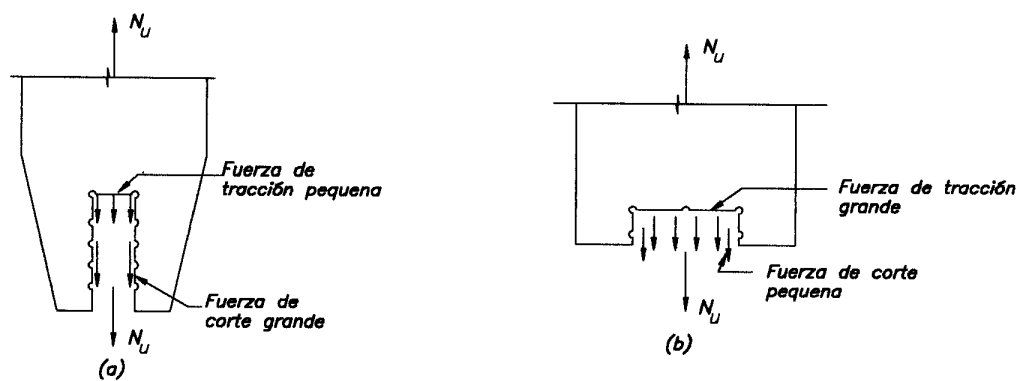 N_u
Fuerza de
tracción pequena
Fuerza de
corte grande
N_u
(a)
N_u
Fuerza de tracción
grande
Fuerza de corte
pequena
N_u
(b)